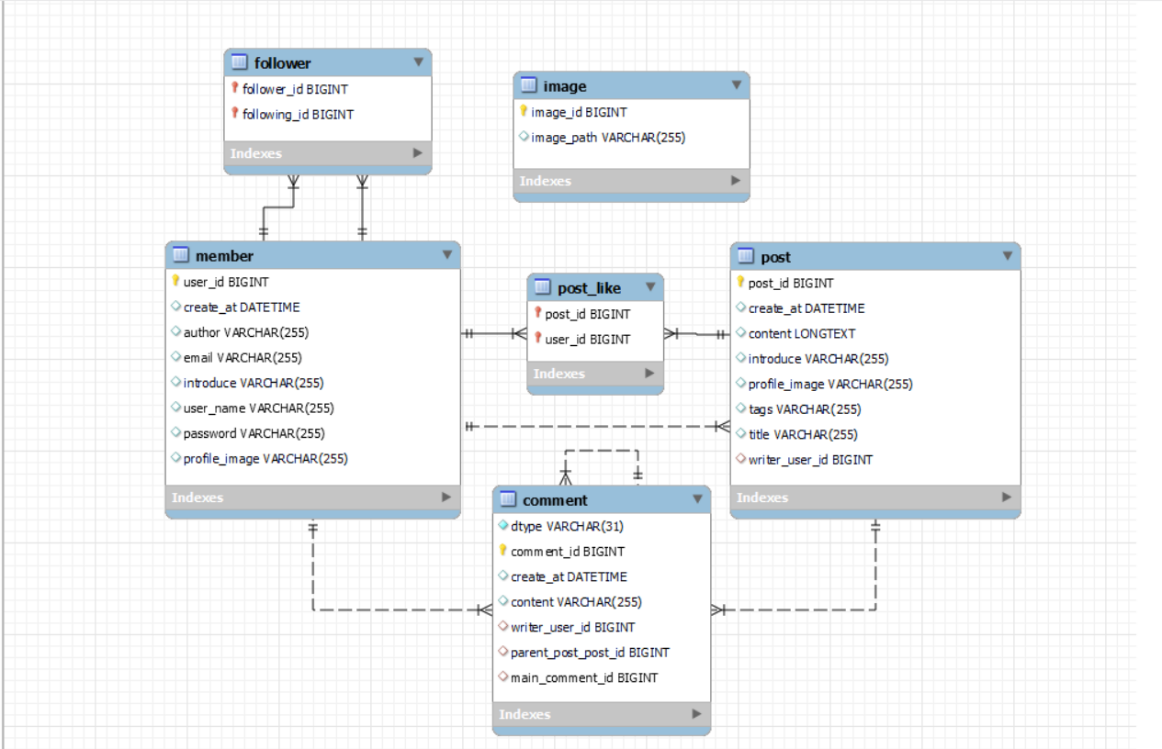 follower
follower_id BIGINT
following_id BIGINT
Indexes
image
image_id BIGINT
image_path VARCHAR(255)
Indexes
member
user_id BIGINT
create_at DATETIME
author VARCHAR(255)
email VARCHAR(255)
introduce VARCHAR(255)
user_name VARCHAR(255)
password VARCHAR(255)
profile_image VARCHAR(255)
Indexes
post_like
post_id BIGINT
user_id BIGINT
Indexes
post
post_id BIGINT
create_at DATETIME
content LONGTEXT
introduce VARCHAR(255)
profile_image VARCHAR(255)
tags VARCHAR(255)
title VARCHAR(255)
writer_user_id BIGINT
Indexes
comment
dtype VARCHAR(31)
comment_id BIGINT
create_at DATETIME
content VARCHAR(255)
writer_user_id BIGINT
parent_post_post_id BIGINT
main_comment_id BIGINT
Indexes